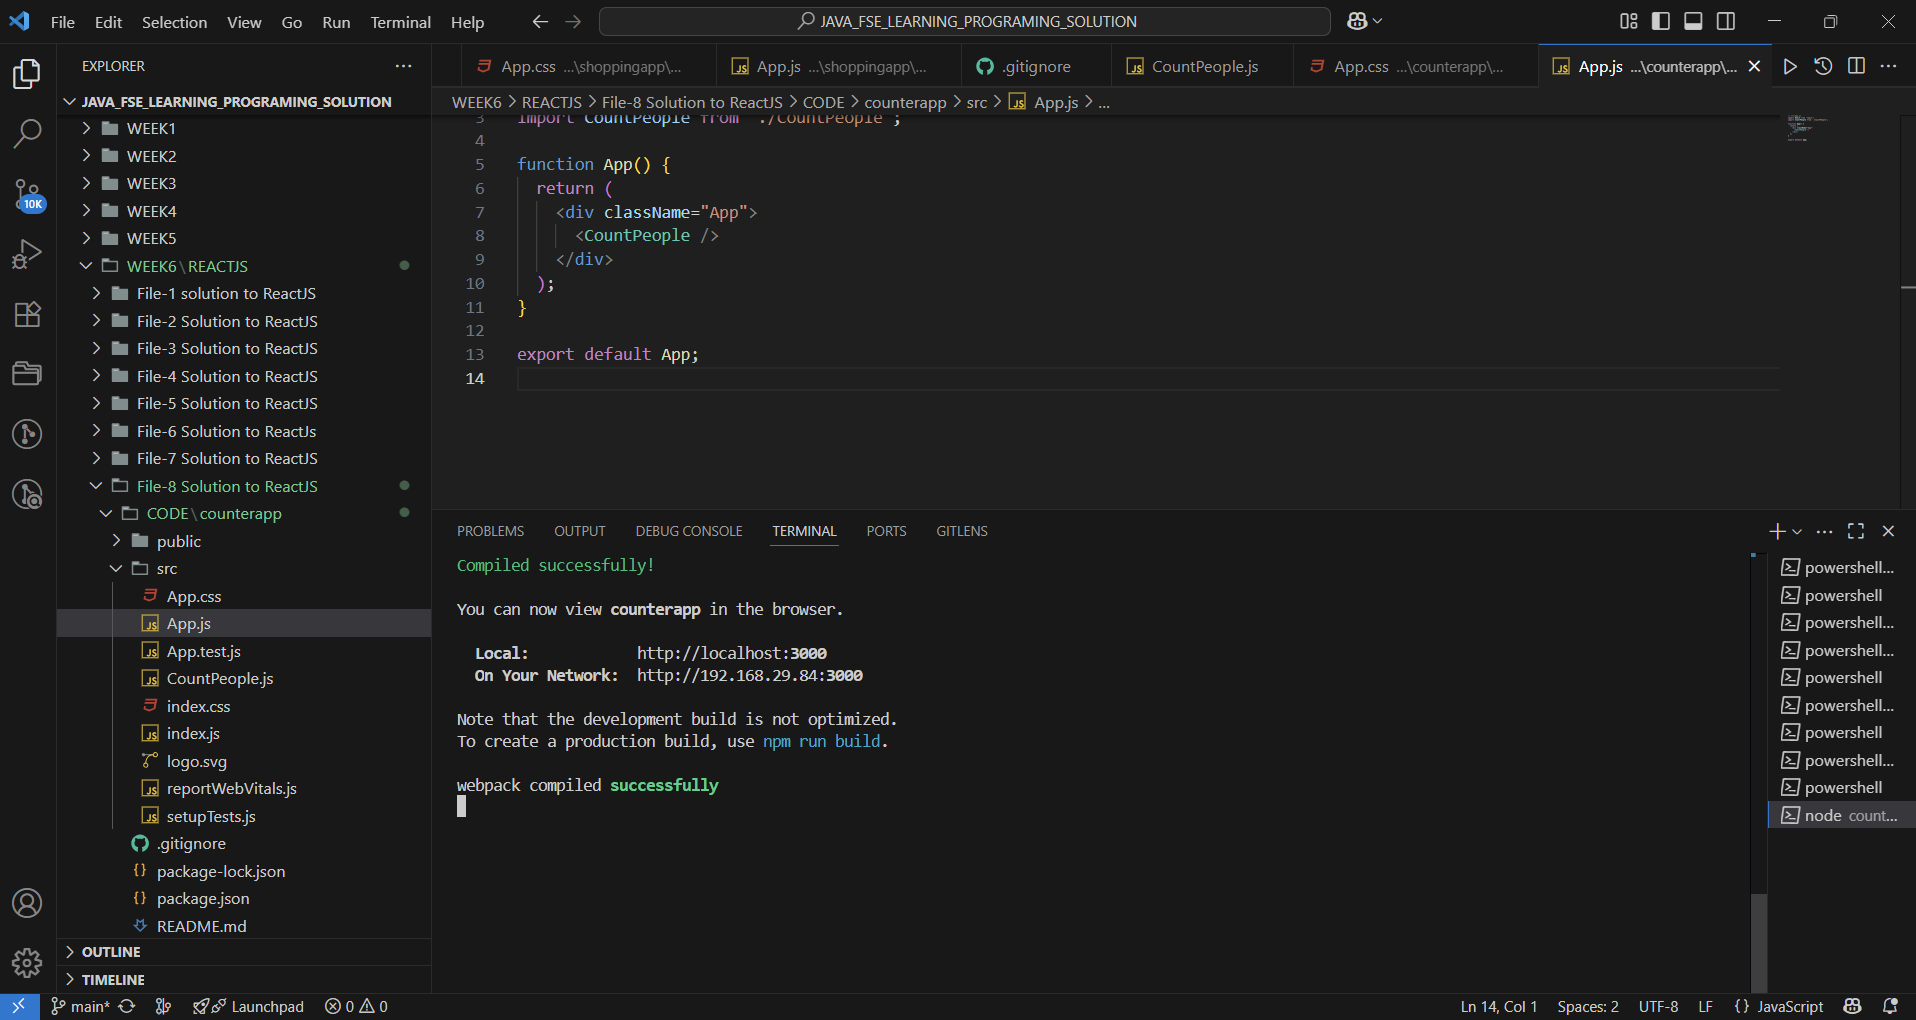 File Edit Selection View Go Run Terminal Help
JAVA_FSE_LEARNING_PROGRAMING_SOLUTION
EXPLORER
JAVA_FSE_LEARNING_PROGRAMING_SOLUTION
WEEK1
WEEK2
WEEK3
WEEK4
WEEK5
WEEK6\REACTJS
File-1 solution to ReactJS
File-2 Solution to ReactJS
File-3 Solution to ReactJS
File-4 Solution to ReactJS
File-5 Solution to ReactJS
File-6 Solution to ReactJs
File-7 Solution to ReactJS
File-8 Solution to ReactJS
CODE\counterapp
public
src
App.css
App.js
App.test.js
CountPeople.js
index.css
index.js
logo.svg
reportWebVitals.js
setupTests.js
.gitignore
package-lock.json
package.json
README.md
OUTLINE
TIMELINE
10K
App.css ...\shoppingapp\...
App.js ...\shoppingapp\...
.gitignore
CountPeople.js
App.css ...\counterapp\...
App.js ...\counterapp\...
WEEK6 > REACTJS > File-8 Solution to ReactJS > CODE > counterapp > src > App.js > ...
3 import CountPeople from './CountPeople';
4
5 function App() {
6 return (
7 <div className="App">
8 <CountPeople />
9 </div>
10 );
11 }
12
13 export default App;
14
PROBLEMS OUTPUT DEBUG CONSOLE TERMINAL PORTS GITLENS
Compiled successfully!
You can now view counterapp in the browser.
Local: http://localhost:3000
On Your Network: http://192.168.29.84:3000
Note that the development build is not optimized.
To create a production build, use npm run build.
webpack compiled successfully
powershell...
powershell
powershell...
powershell...
powershell
powershell...
powershell
powershell...
powershell
node count...
main* Launchpad 0 0
Ln 14, Col 1 Spaces: 2 UTF-8 LF {} JavaScript